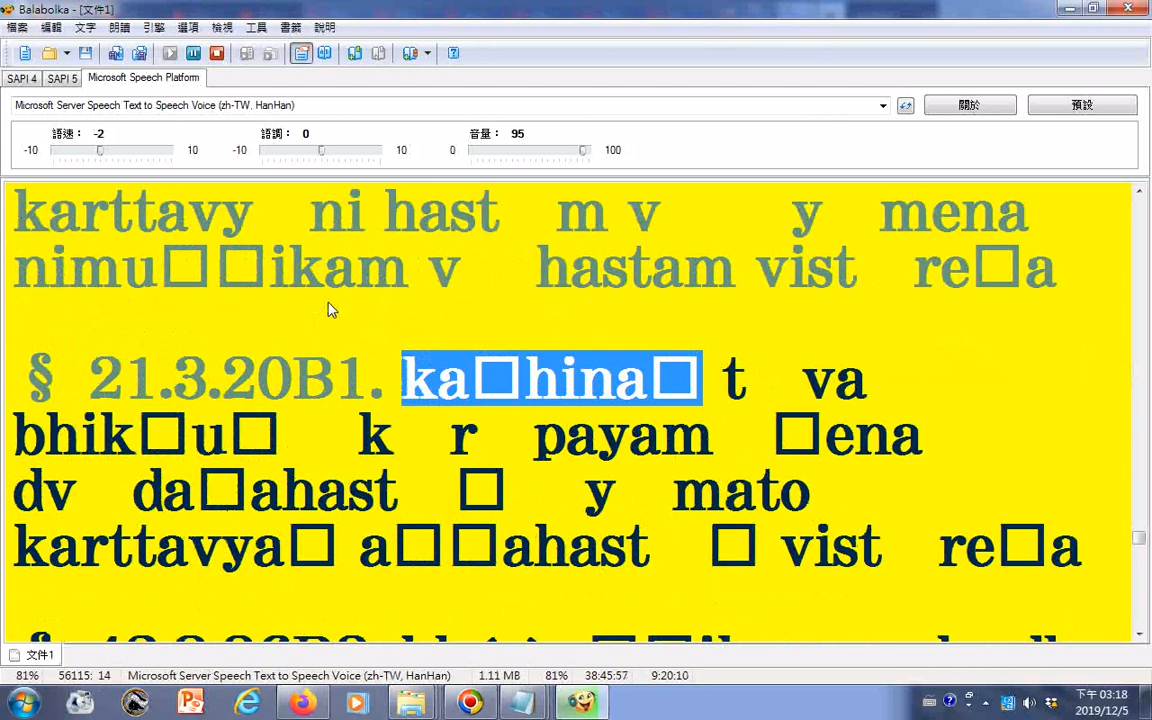 Balabolka - [文件1]
檔案 編輯 文字 朗讀 引擎 選項 檢視 工具 書籤 說明
SAPI 4 SAPI 5 Microsoft Speech Platform
Microsoft Server Speech Text to Speech Voice (zh-TW, HanHan) 關於 預設
語速： -2 語調： 0 音量： 95
-10 10 -10 10 0 100
karttavy ni hast m v y mena
nimu□□ikam v hastam vist re□a
§ 21.3.20B1. ka□hina□ t va
bhik□u□ k r payam □ena
dv da□ahast □ y mato
karttavya□ a□□ahast □ vist re□a
文件1
81% 56115: 14 Microsoft Server Speech Text to Speech Voice (zh-TW, HanHan) 1.11 MB 81% 38:45:57 9:20:10
下午 03:18
2019/12/5